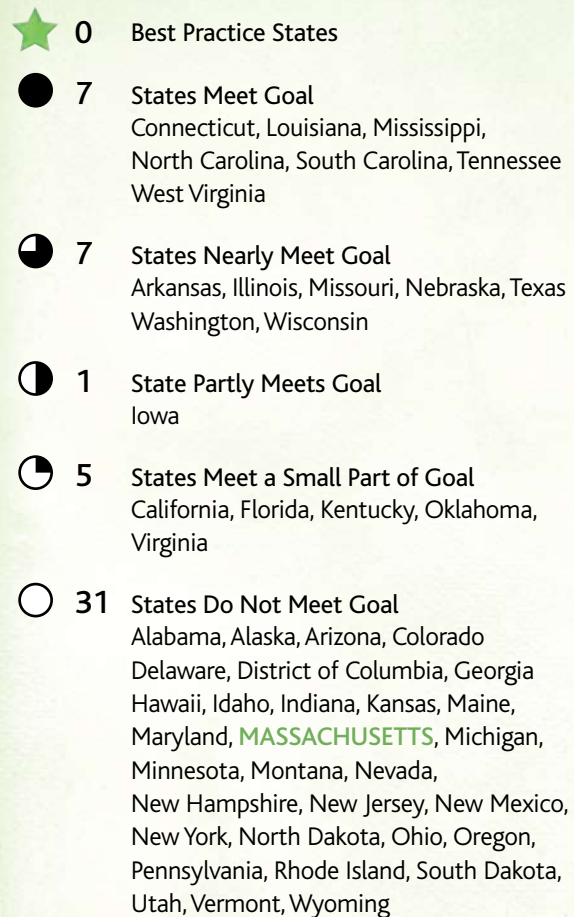 0 Best Practice States
7 States Meet Goal
Connecticut, Louisiana, Mississippi,
North Carolina, South Carolina, Tennessee
West Virginia
7 States Nearly Meet Goal
Arkansas, Illinois, Missouri, Nebraska, Texas
Washington, Wisconsin
1 State Partly Meets Goal
Iowa
5 States Meet a Small Part of Goal
California, Florida, Kentucky, Oklahoma,
Virginia
31 States Do Not Meet Goal
Alabama, Alaska, Arizona, Colorado
Delaware, District of Columbia, Georgia
Hawaii, Idaho, Indiana, Kansas, Maine,
Maryland, MASSACHUSETTS, Michigan,
Minnesota, Montana, Nevada,
New Hampshire, New Jersey, New Mexico,
New York, North Dakota, Ohio, Oregon,
Pennsylvania, Rhode Island, South Dakota,
Utah, Vermont, Wyoming